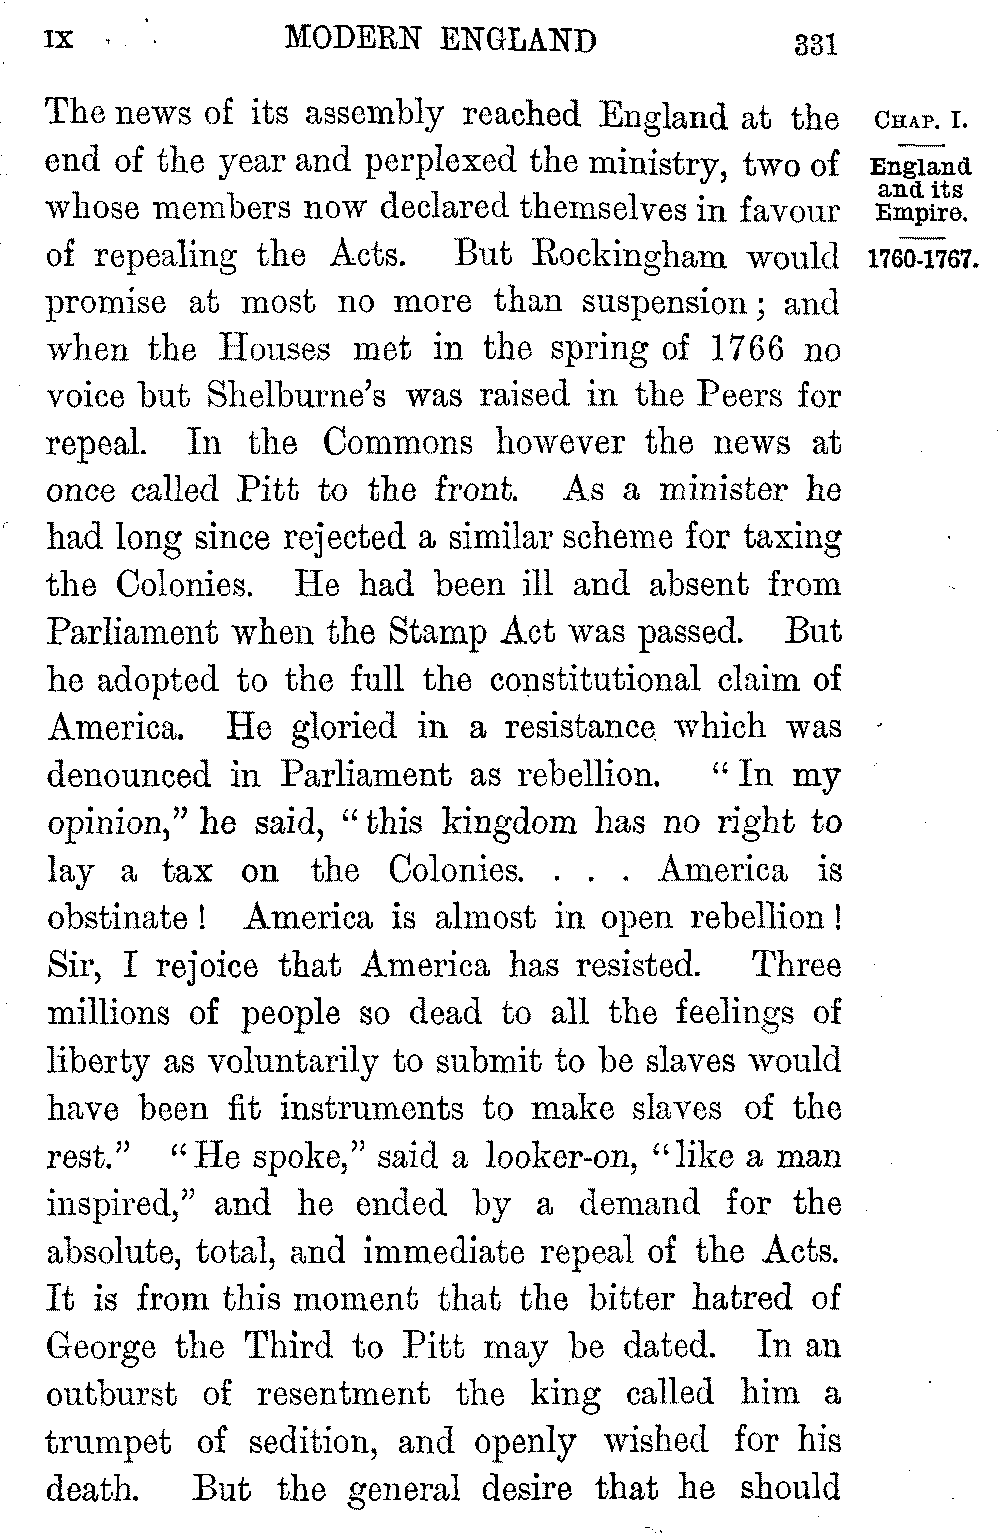 IX MODERN ENGLAND 331
The news of its assembly reached England at the
end of the year and perplexed the ministry, two of
whose members now declared themselves in favour
of repealing the Acts. But Rockingham would
promise at most no more than suspension; and
when the Houses met in the spring of 1766 no
voice but Shelburne's was raised in the Peers for
repeal. In the Commons however the news at
once called Pitt to the front. As a minister he
had long since rejected a similar scheme for taxing
the Colonies. He had been ill and absent from
Parliament when the Stamp Act was passed. But
he adopted to the full the constitutional claim of
America. He gloried in a resistance which was
denounced in Parliament as rebellion. "In my
opinion," he said, "this kingdom has no right to
lay a tax on the Colonies. . . . America is
obstinate! America is almost in open rebellion!
Sir, I rejoice that America has resisted. Three
millions of people so dead to all the feelings of
liberty as voluntarily to submit to be slaves would
have been fit instruments to make slaves of the
rest." "He spoke," said a looker-on, "like a man
inspired," and he ended by a demand for the
absolute, total, and immediate repeal of the Acts.
It is from this moment that the bitter hatred of
George the Third to Pitt may be dated. In an
outburst of resentment the king called him a
trumpet of sedition, and openly wished for his
death. But the general desire that he should
CHAP. I.
England
and its
Empire.
1760-1767.